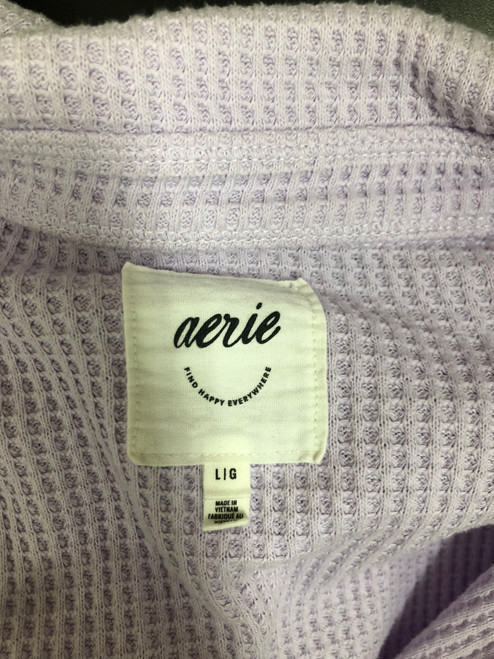 aerie
FIND HAPPY EVERYWHERE
L|G
MADE IN
VIETNAM
FABRIQUÉ AU